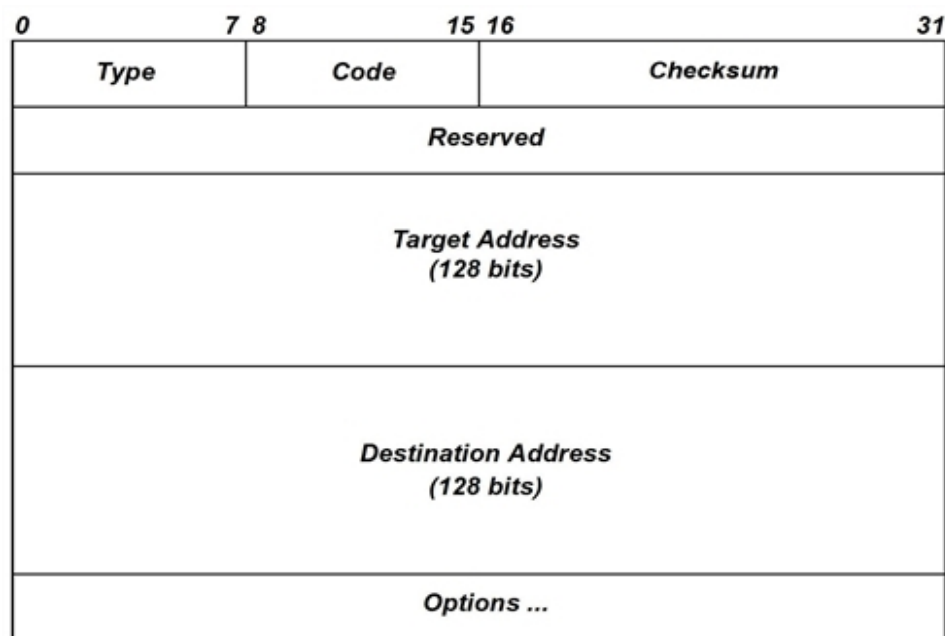 0 7 8 15 16 31
Type Code Checksum
Reserved
Target Address
(128 bits)
Destination Address
(128 bits)
Options ...